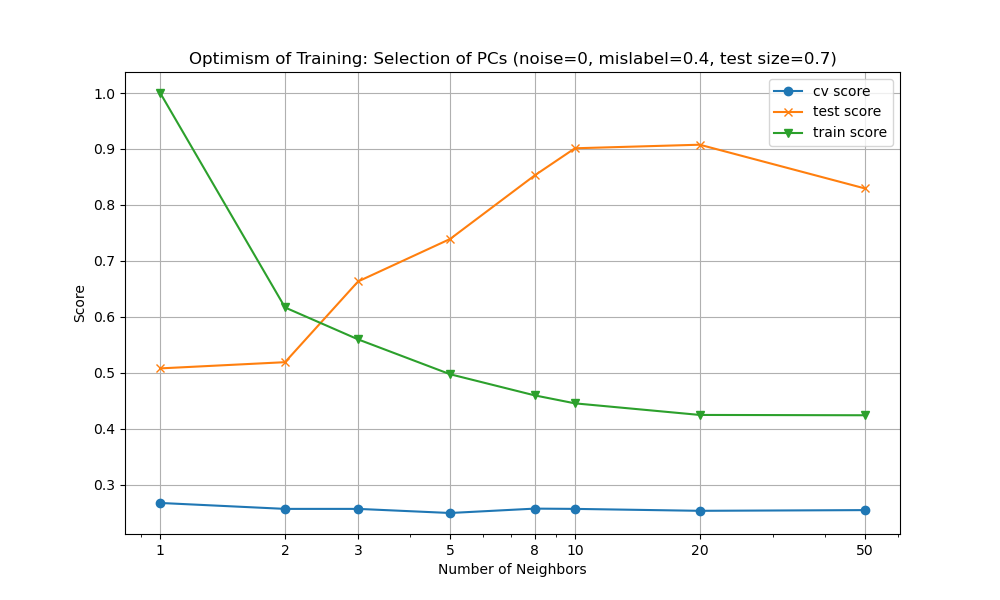 Optimism of Training: Selection of PCs (noise=0, mislabel=0.4, test size=0.7)
cv score
test score
train score
Score
1.0
0.9
0.8
0.7
0.6
0.5
0.4
0.3
1 2 3 5 8 10 20 50
Number of Neighbors